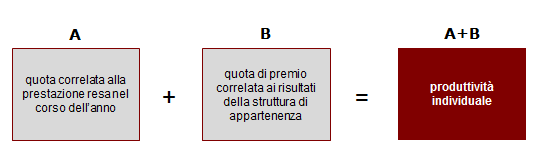 A
B
A+B
quota correlata alla
prestazione resa nel
corso dell'anno
+
quota di premio
correlata ai risultati
della struttura di
appartenenza
=
produttività
individuale